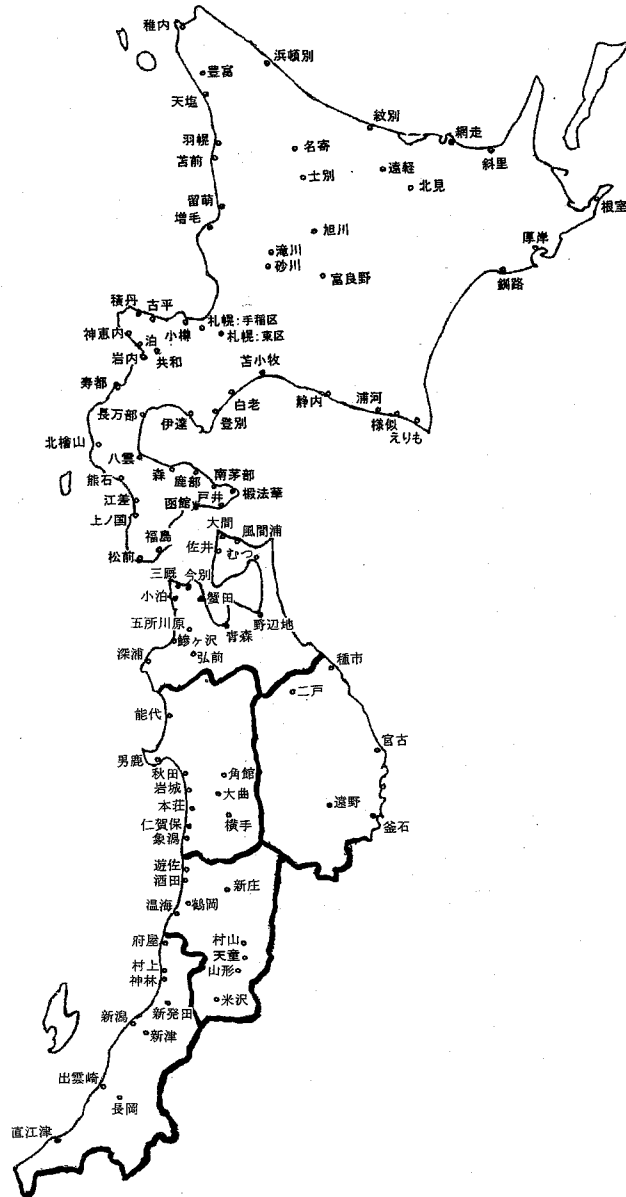 稚内
浜頓別
豊富
天塩
紋別
網走
羽幌
名寄
斜里
苫前
遠軽
士別
北見
留萌
根室
増毛
旭川
厚岸
滝川
砂川
釧路
富良野
積丹
古平
札幌:手稲区
神恵内
小樽
札幌:東区
泊
岩内
共和
苫小牧
寿都
白老
静内
浦河
長万部
伊達
登別
様似
えりも
北檜山
八雲
森
鹿部
南茅部
熊石
戸井
椴法華
江差
函館
上ノ国
大間
風間浦
福島
佐井
むつ
松前
三厩
今別
小泊
蟹田
五所川原
野辺地
青森
鰺ヶ沢
深浦
弘前
種市
二戸
能代
宮古
男鹿
秋田
角館
岩城
大曲
本荘
遠野
仁賀保
横手
釜石
象潟
遊佐
酒田
新庄
温海
鶴岡
府屋
村山
天童
村上
山形
神林
米沢
新発田
新潟
新津
出雲崎
長岡
直江津